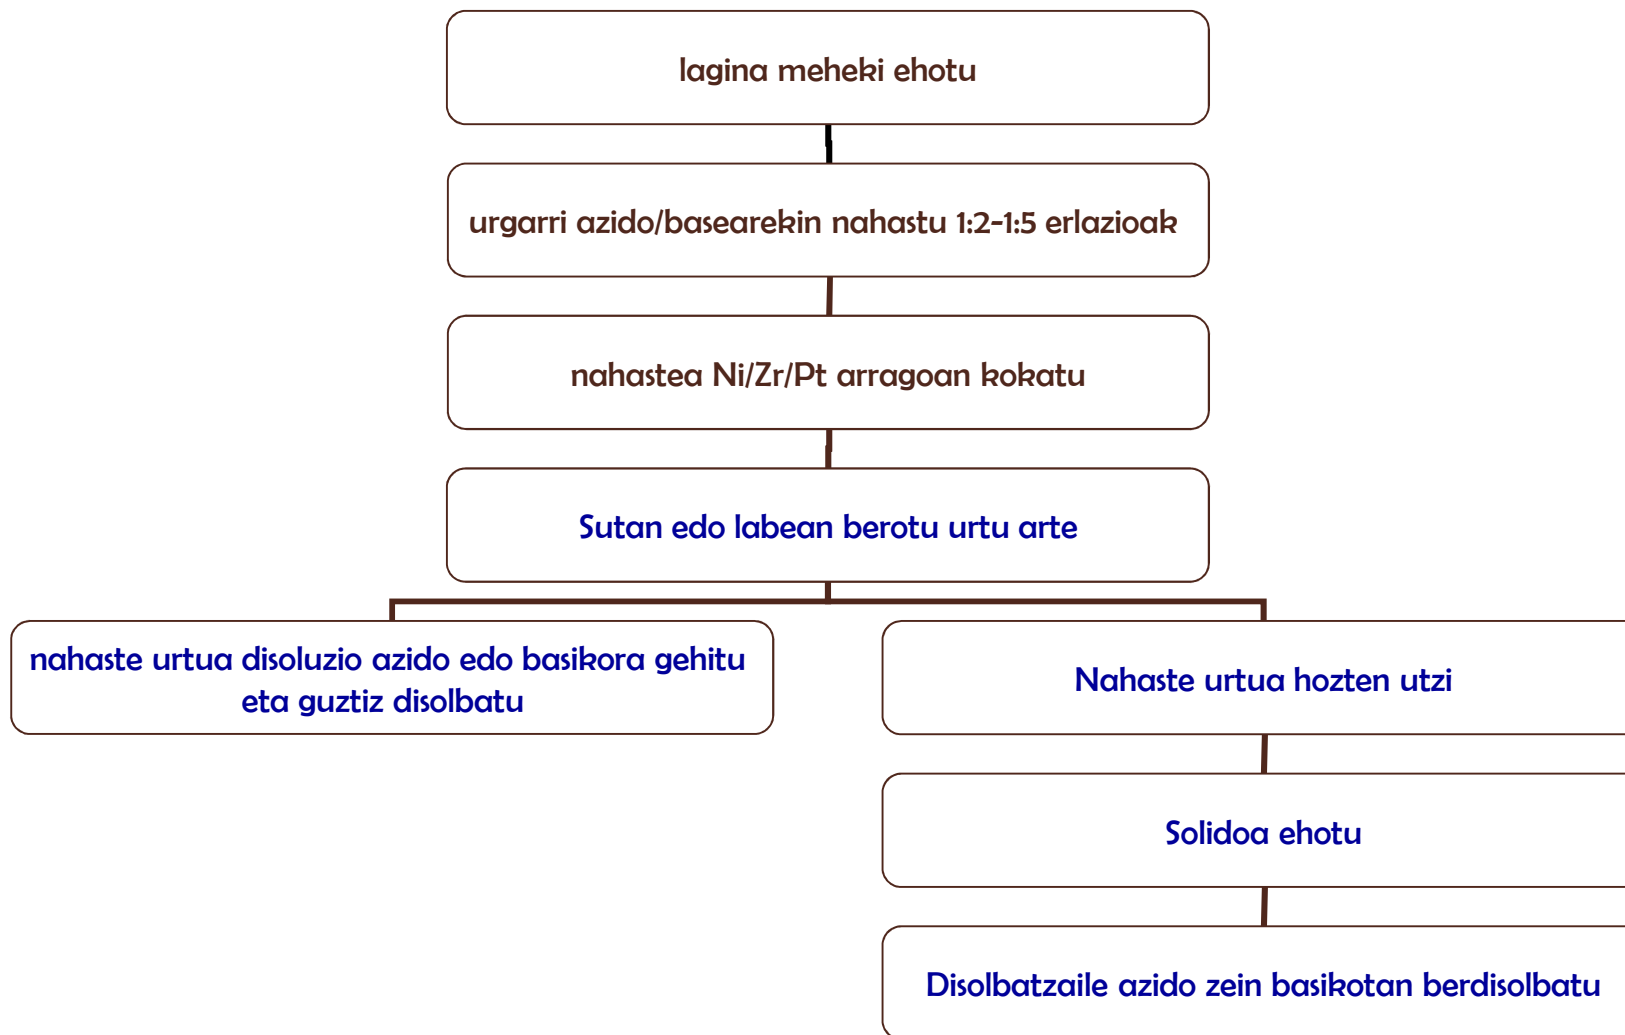 lagina meheki ehotu
urgarri azido/basearekin nahastu 1:2-1:5 erlazioak
nahastea Ni/Zr/Pt arragoan kokatu
Sutan edo labean berotu urtu arte
nahaste urtua disoluzio azido edo basikora gehitu
eta guztiz disolbatu
Nahaste urtua hozten utzi
Solidoa ehotu
Disolbatzaile azido zein basikotan berdisolbatu